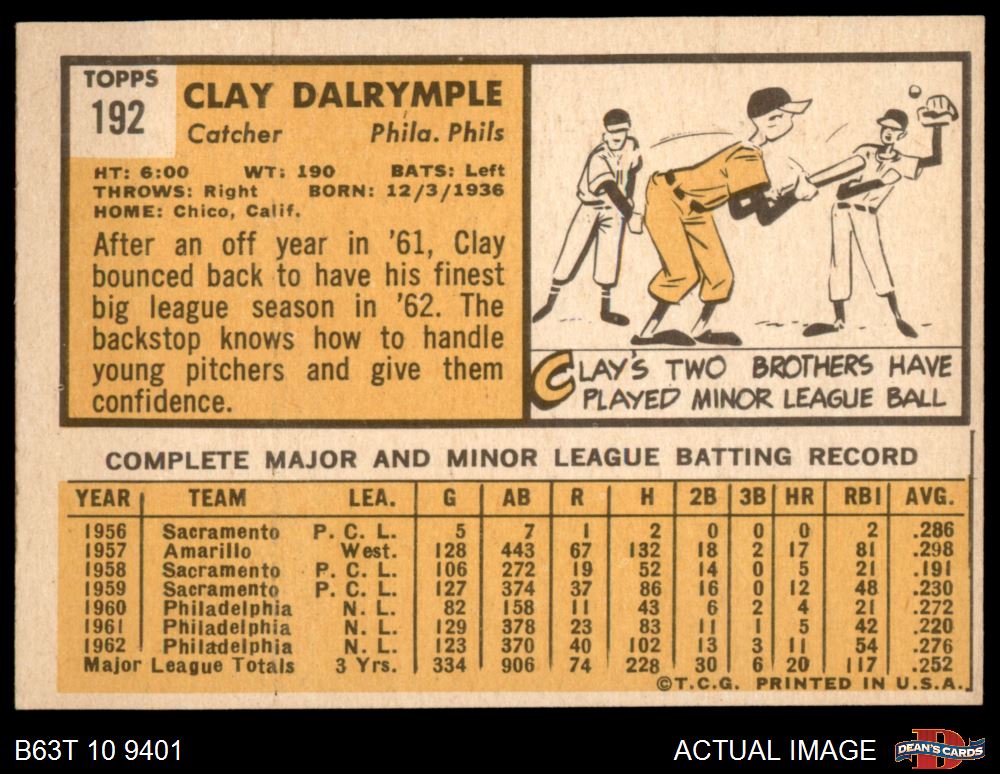 TOPPS
192
CLAY DALRYMPLE
Catcher Phila. Phils
HT: 6:00 WT: 190 BATS: Left
THROWS: Right BORN: 12/3/1936
HOME: Chico, Calif.
After an off year in '61, Clay
bounced back to have his finest
big league season in '62. The
backstop knows how to handle
young pitchers and give them
confidence.
CLAY'S TWO BROTHERS HAVE
PLAYED MINOR LEAGUE BALL
COMPLETE MAJOR AND MINOR LEAGUE BATTING RECORD
YEAR TEAM LEA. G AB R H 2B 3B HR RBI AVG.
1956 Sacramento P. C. L. 5 7 1 2 0 0 0 2 .286
1957 Amarillo West. 128 443 67 132 18 2 17 81 .298
1958 Sacramento P. C. L. 106 272 19 52 14 0 5 21 .191
1959 Sacramento P. C. L. 127 374 37 86 16 0 12 48 .230
1960 Philadelphia N. L. 82 158 11 43 6 2 4 21 .272
1961 Philadelphia N. L. 129 378 23 83 11 1 5 42 .220
1962 Philadelphia N. L. 123 370 40 102 13 3 11 54 .276
Major League Totals 3 Yrs. 334 906 74 228 30 6 20 117 .252
©T.C.G. PRINTED IN U.S.A.
B63T 10 9401
ACTUAL IMAGE
D
DEAN'S CARDS